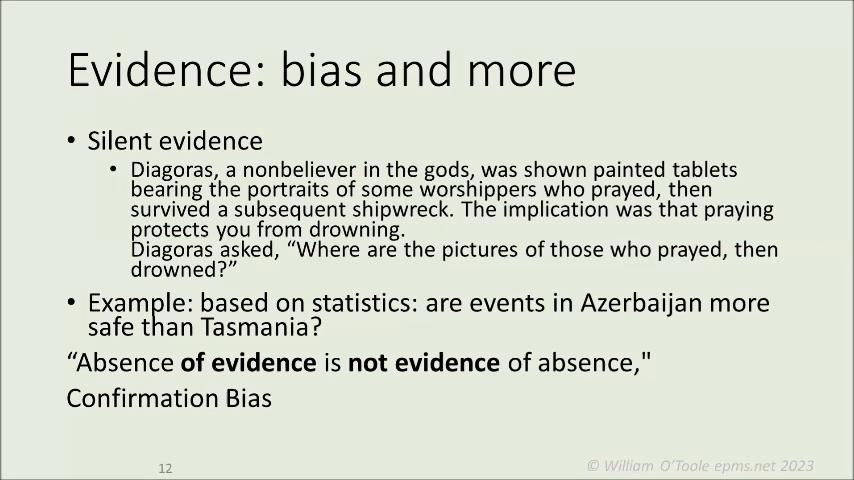 Evidence: bias and more
• Silent evidence
• Diagoras, a nonbeliever in the gods, was shown painted tablets
bearing the portraits of some worshippers who prayed, then
survived a subsequent shipwreck. The implication was that praying
protects you from drowning.
Diagoras asked, “Where are the pictures of those who prayed, then
drowned?”
• Example: based on statistics: are events in Azerbaijan more
safe than Tasmania?
“Absence of evidence is not evidence of absence,"
Confirmation Bias
12
© William O'Toole epms.net 2023